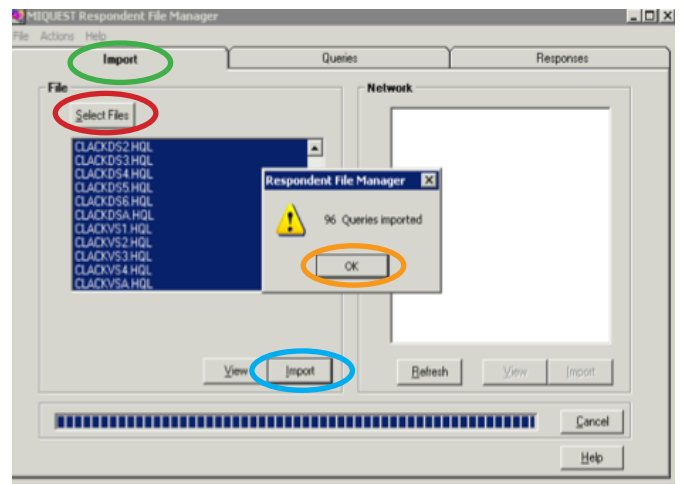 MIQUEST Respondent File Manager
File Actions Help
Import Queries Responses
File
Select Files
CLACKDS2.HQL
CLACKDS3.HQL
CLACKDS4.HQL
CLACKDS5.HQL
CLACKDS6.HQL
CLACKDSA.HQL
CLACKVS1.HQL
CLACKVS2.HQL
CLACKVS3.HQL
CLACKVS4.HQL
CLACKVSA.HQL
View Import
Network
Refresh View Import
Respondent File Manager
96 Queries imported
OK
Cancel
Help